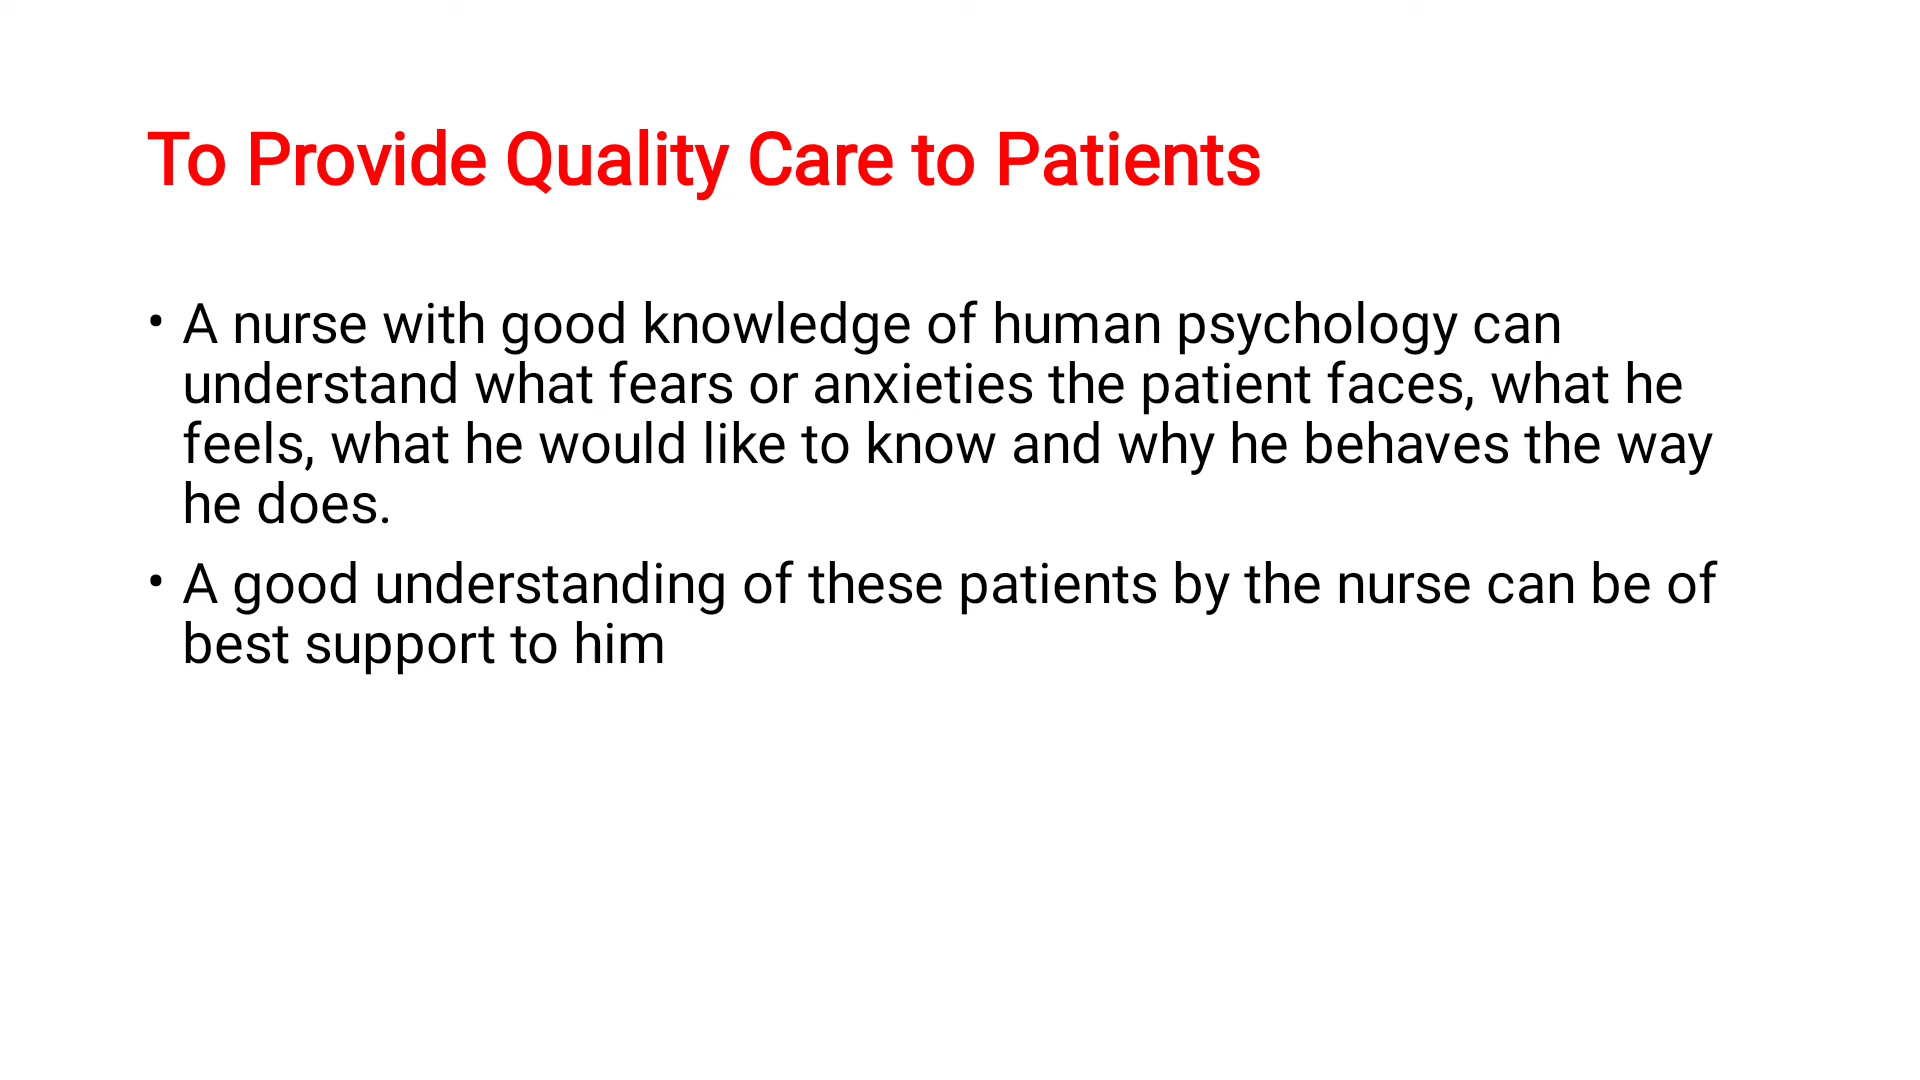 To Provide Quality Care to Patients
• A nurse with good knowledge of human psychology can
understand what fears or anxieties the patient faces, what he
feels, what he would like to know and why he behaves the way
he does.
• A good understanding of these patients by the nurse can be of
best support to him